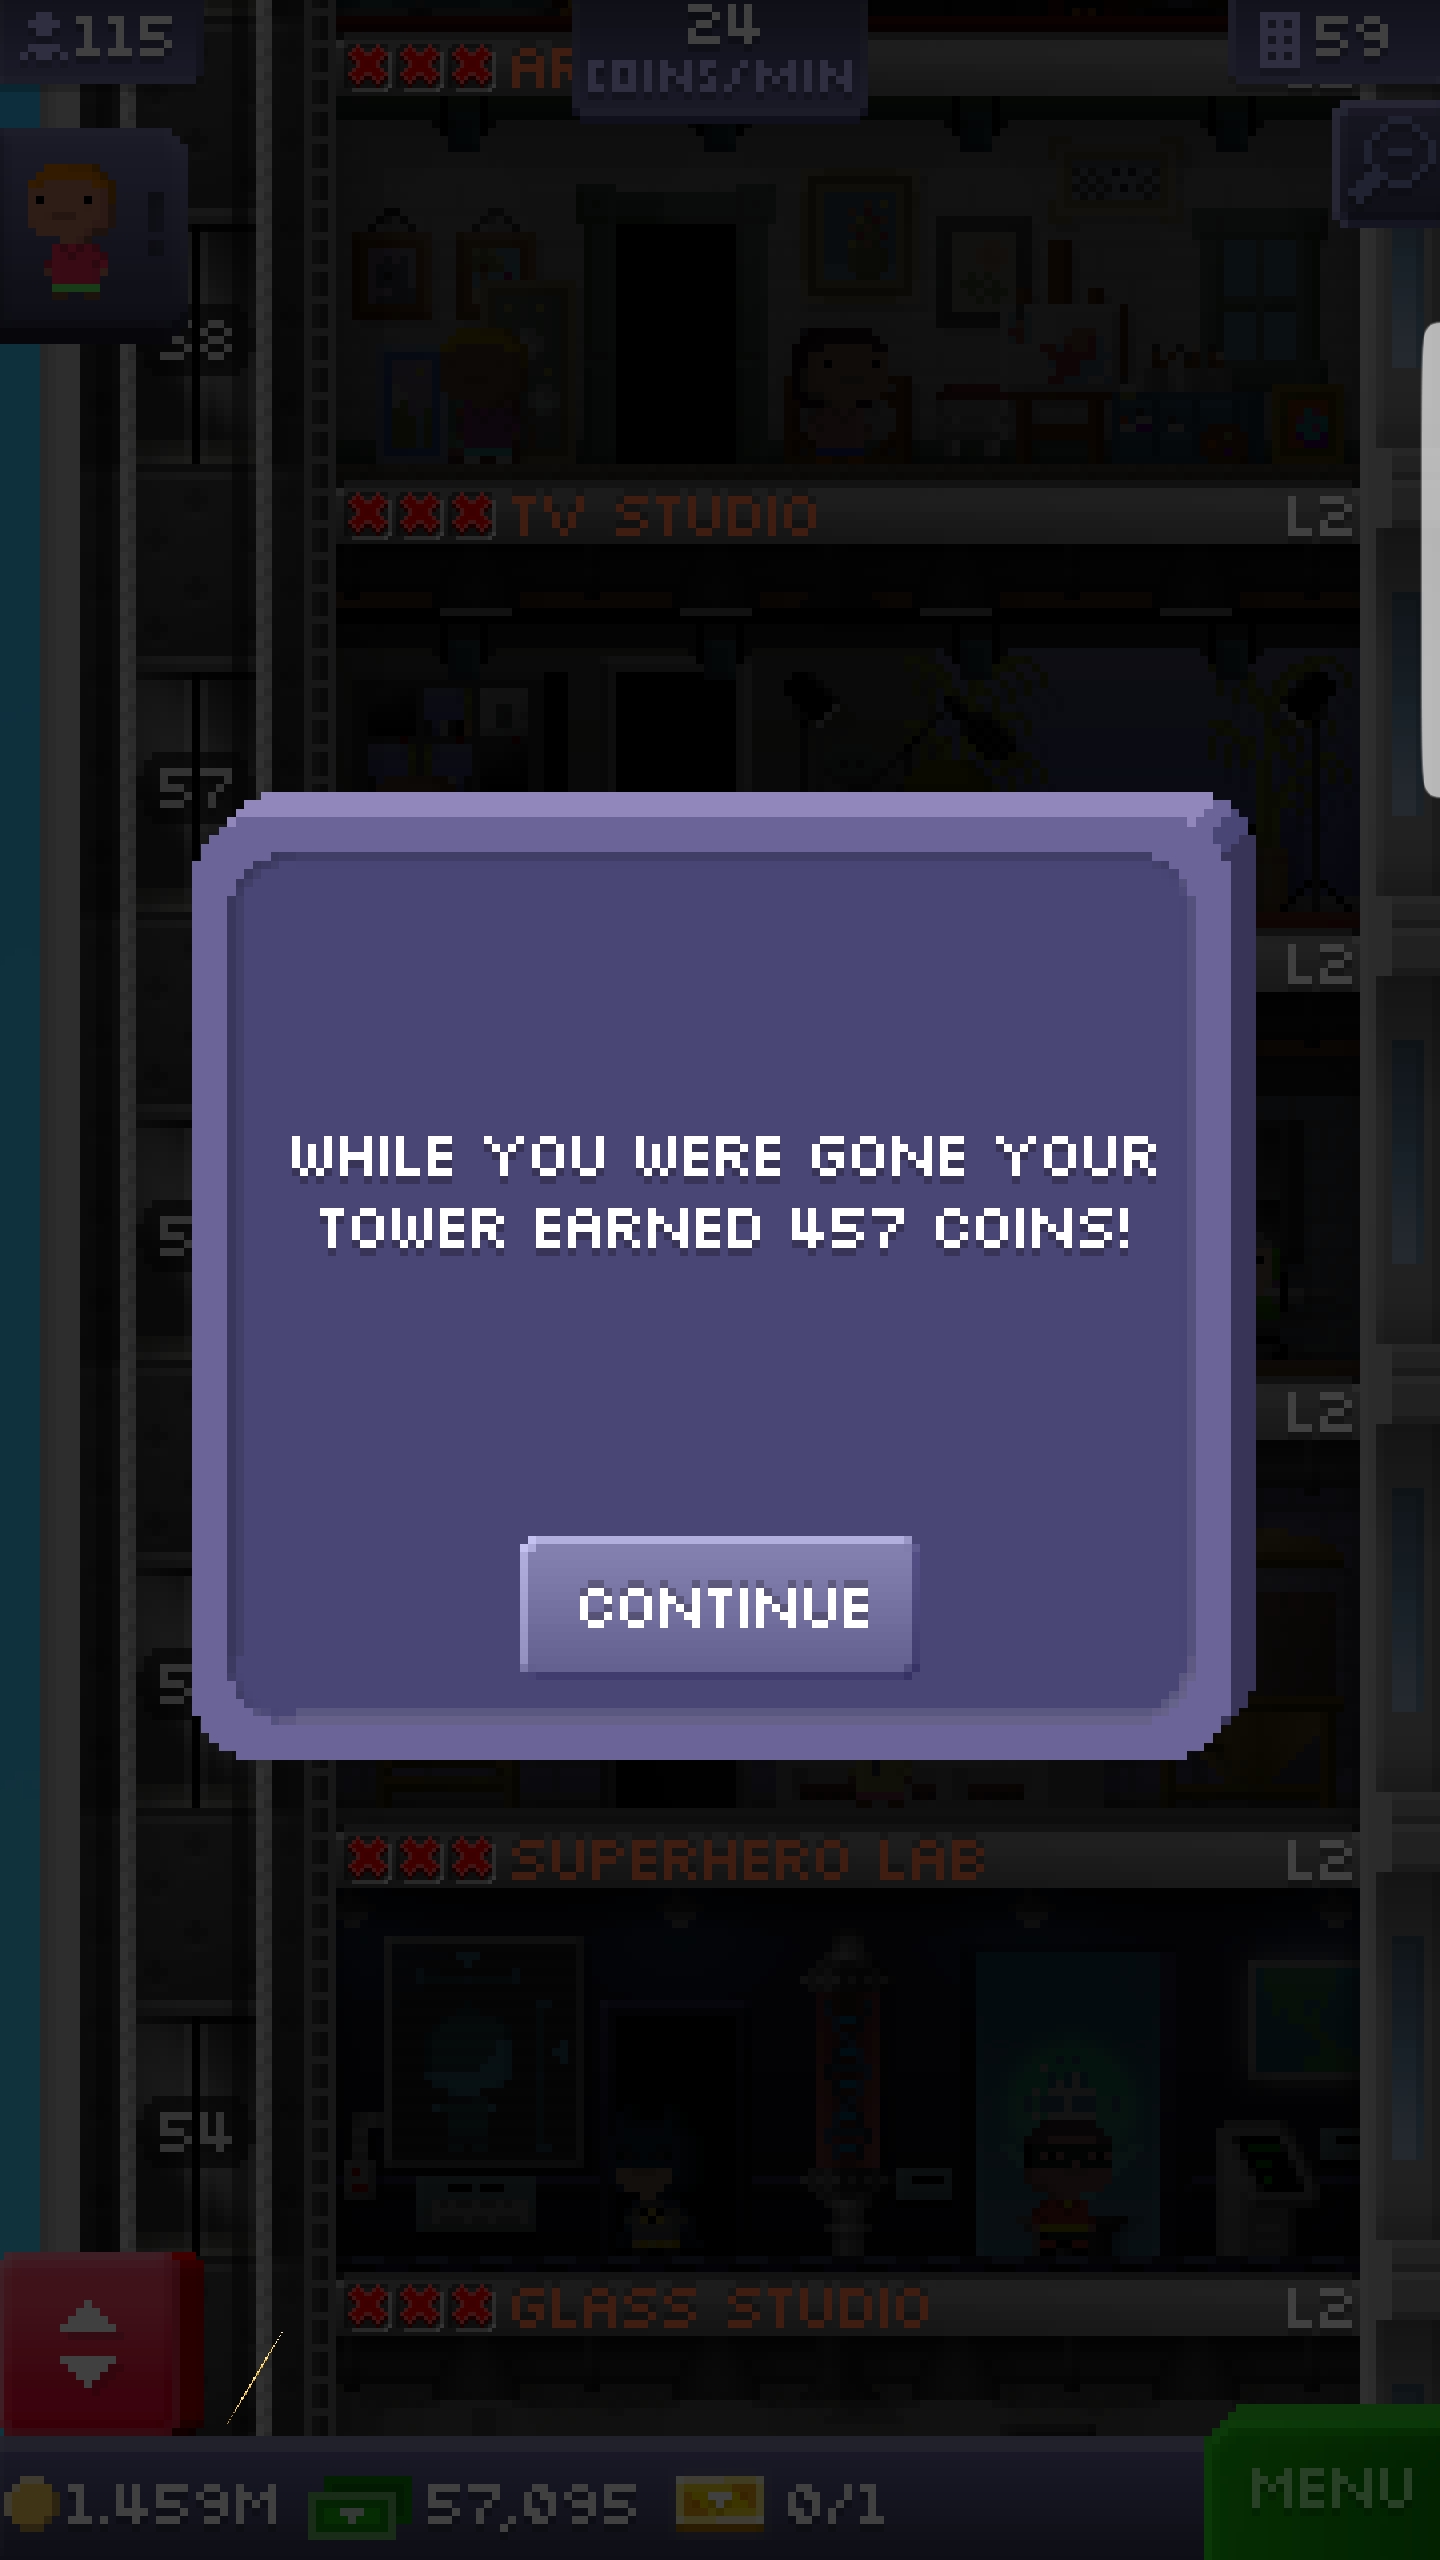 115
24
COINS/MIN
59
58
TV STUDIO
L2
57
L2
WHILE YOU WERE GONE YOUR
TOWER EARNED 457 COINS!
L2
CONTINUE
SUPERHERO LAB
L2
54
GLASS STUDIO
L2
1.459M
57,095
0/1
MENU